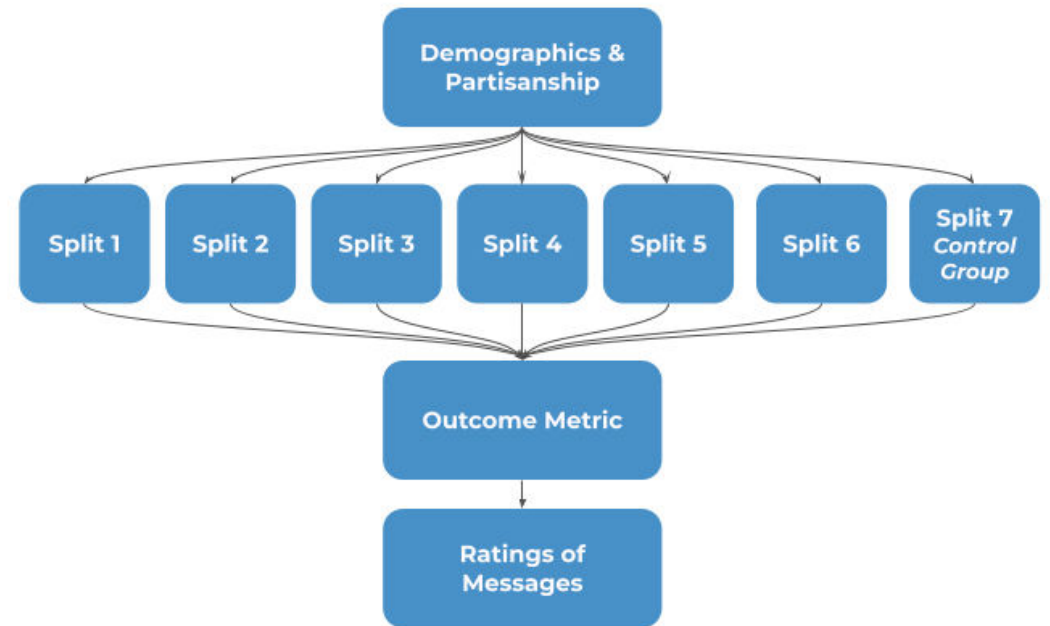 Demographics &
Partisanship
Split 1
Split 2
Split 3
Split 4
Split 5
Split 6
Split 7
Control
Group
Outcome Metric
Ratings of
Messages